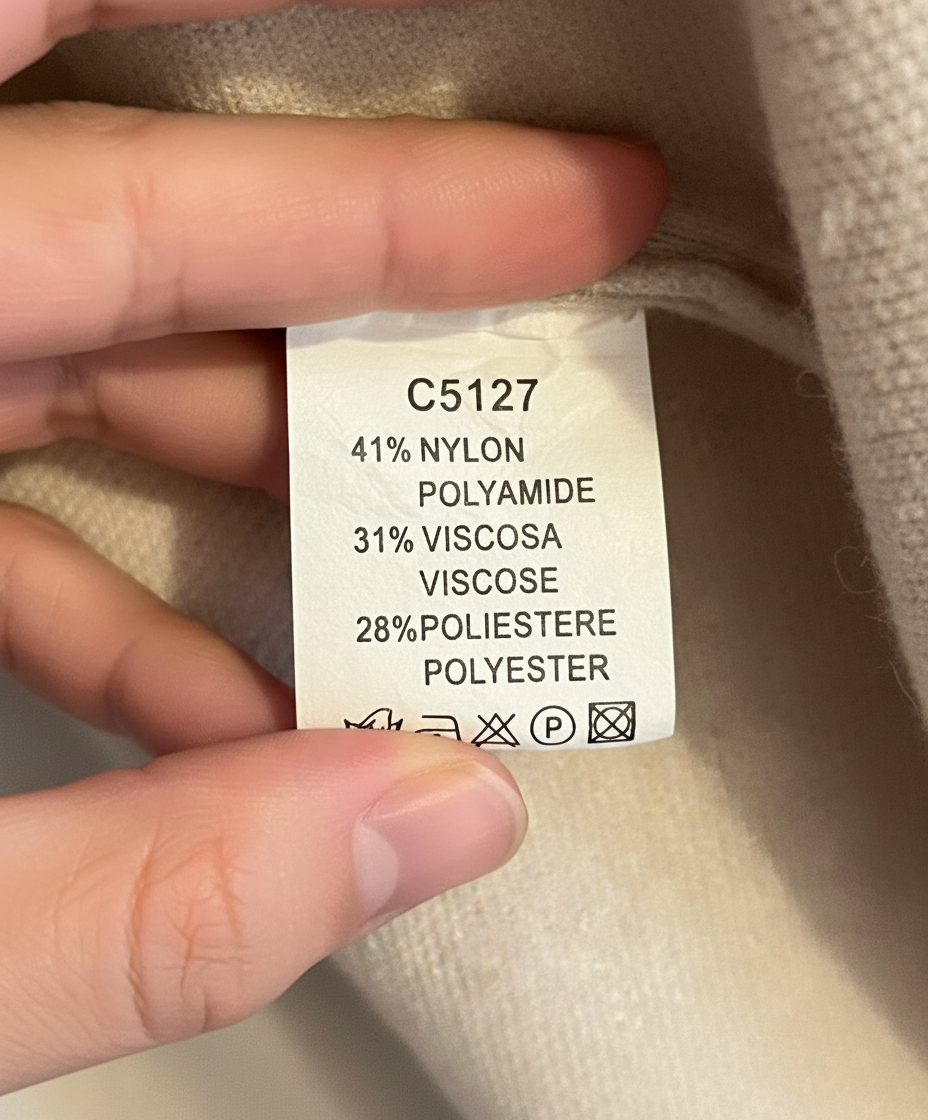 C5127
41% NYLON
POLYAMIDE
31% VISCOSA
VISCOSE
28%POLIESTERE
POLYESTER
P